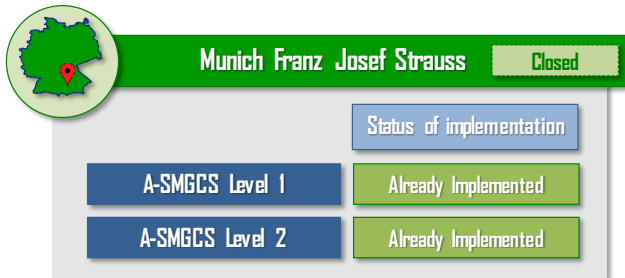 Munich Franz Josef Strauss Closed
Status of implementation
A-SMGCS Level 1 Already Implemented
A-SMGCS Level 2 Already Implemented